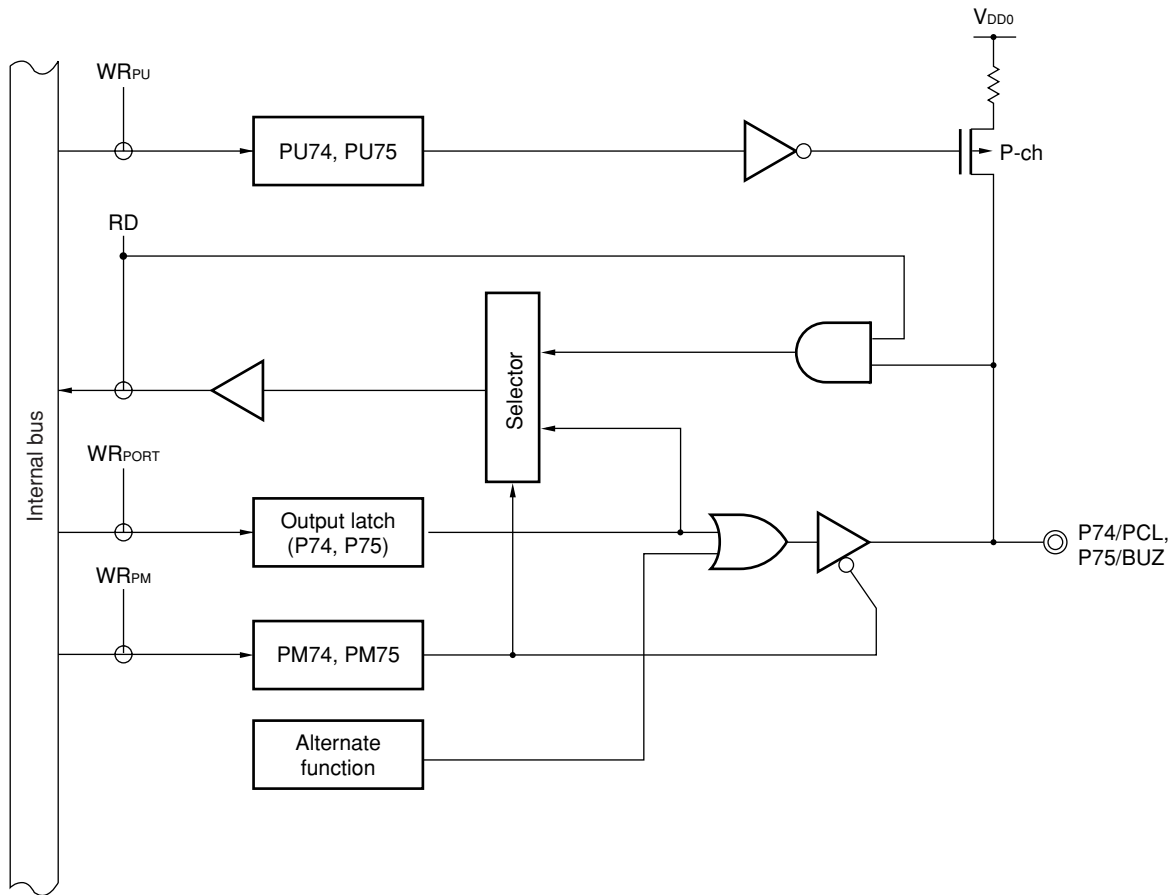 VDD0
WRPU
PU74, PU75
P-ch
RD
Selector
Internal bus
WRPORT
Output latch
(P74, P75)
P74/PCL,
P75/BUZ
WRPM
PM74, PM75
Alternate
function